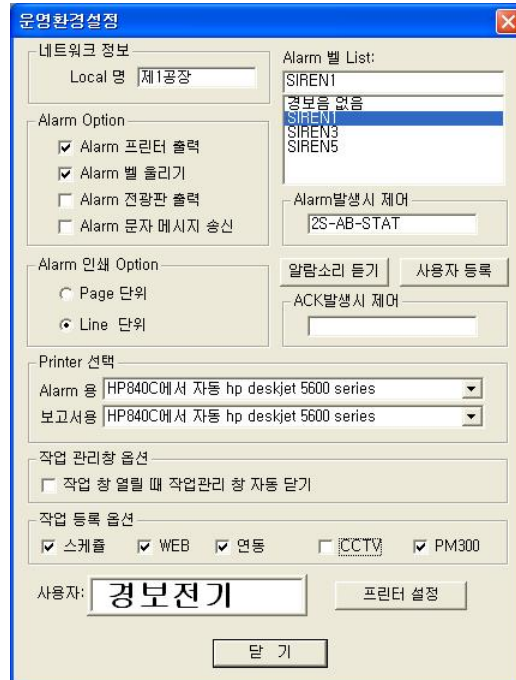 운영환경설정
네트워크 정보
Local 명 제1공장
Alarm 벨 List:
SIREN1
경보음 없음
SIREN1
SIREN3
SIREN5
Alarm Option
Alarm 프린터 출력
Alarm 벨 울리기
Alarm 전광판 출력
Alarm 문자 메시지 송신
Alarm발생시 제어
2S-AB-STAT
Alarm 인쇄 Option
Page 단위
Line 단위
알람소리 듣기 사용자 등록
ACK발생시 제어
Printer 선택
Alarm 용 HP840C에서 자동 hp deskjet 5600 series
보고서용 HP840C에서 자동 hp deskjet 5600 series
작업 관리창 옵션
작업 창 열릴 때 작업관리 창 자동 닫기
작업 등록 옵션
스케쥴 WEB 연동 CCTV PM300
사용자: 경보전기 프린터 설정
닫 기